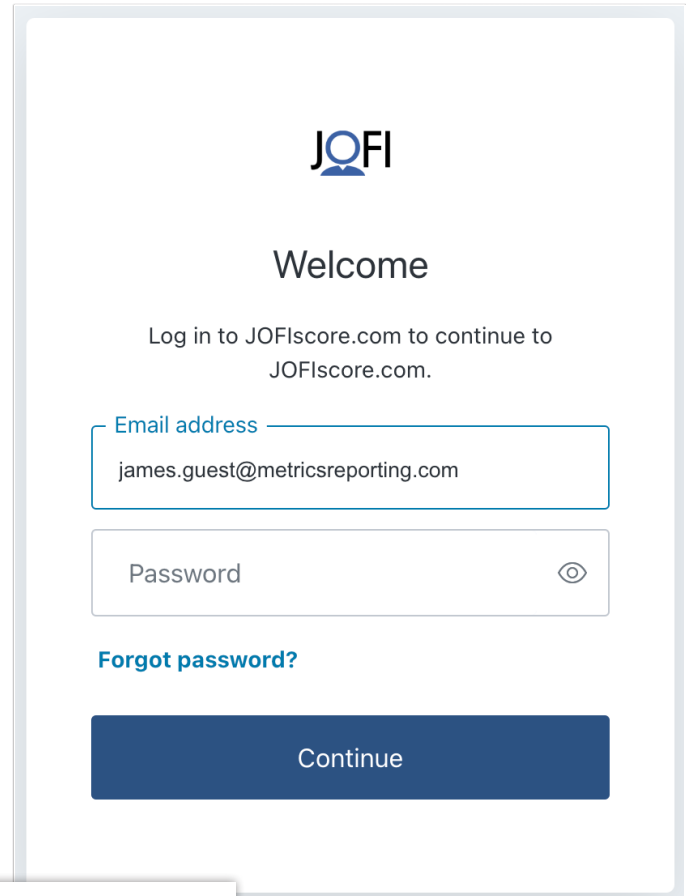 JOFI
Welcome
Log in to JOFIscore.com to continue to
JOFIscore.com.
Email address
james.guest@metricsreporting.com
Password
Forgot password?
Continue